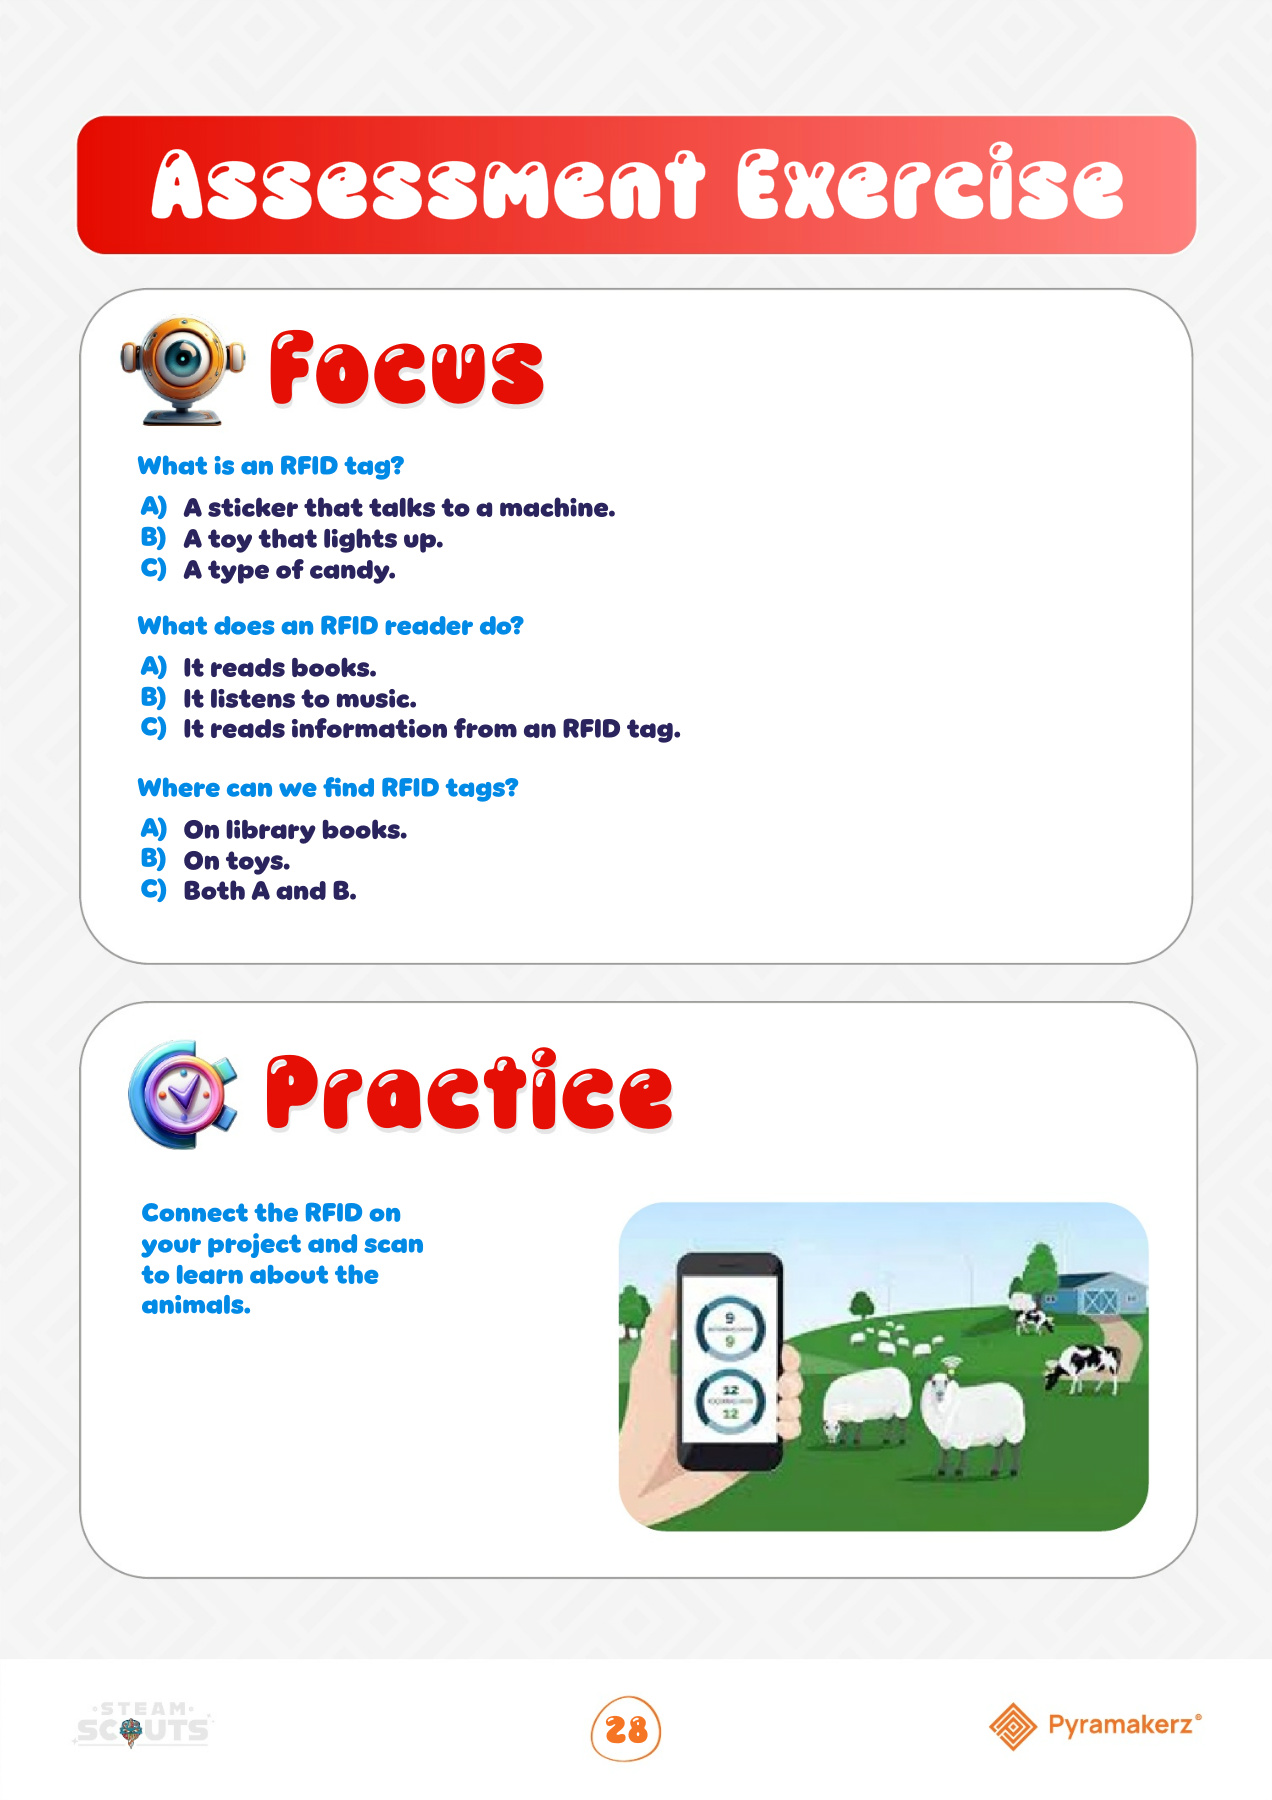 Assessment Exercise
Focus
What is an RFID tag?
A) A sticker that talks to a machine.
B) A toy that lights up.
C) A type of candy.
What does an RFID reader do?
A) It reads books.
B) It listens to music.
C) It reads information from an RFID tag.
Where can we find RFID tags?
A) On library books.
B) On toys.
C) Both A and B.
Practice
Connect the RFID on
your project and scan
to learn about the
animals.
9
9
12
12
STEAM
SCOUTS
28
Pyramakerz®